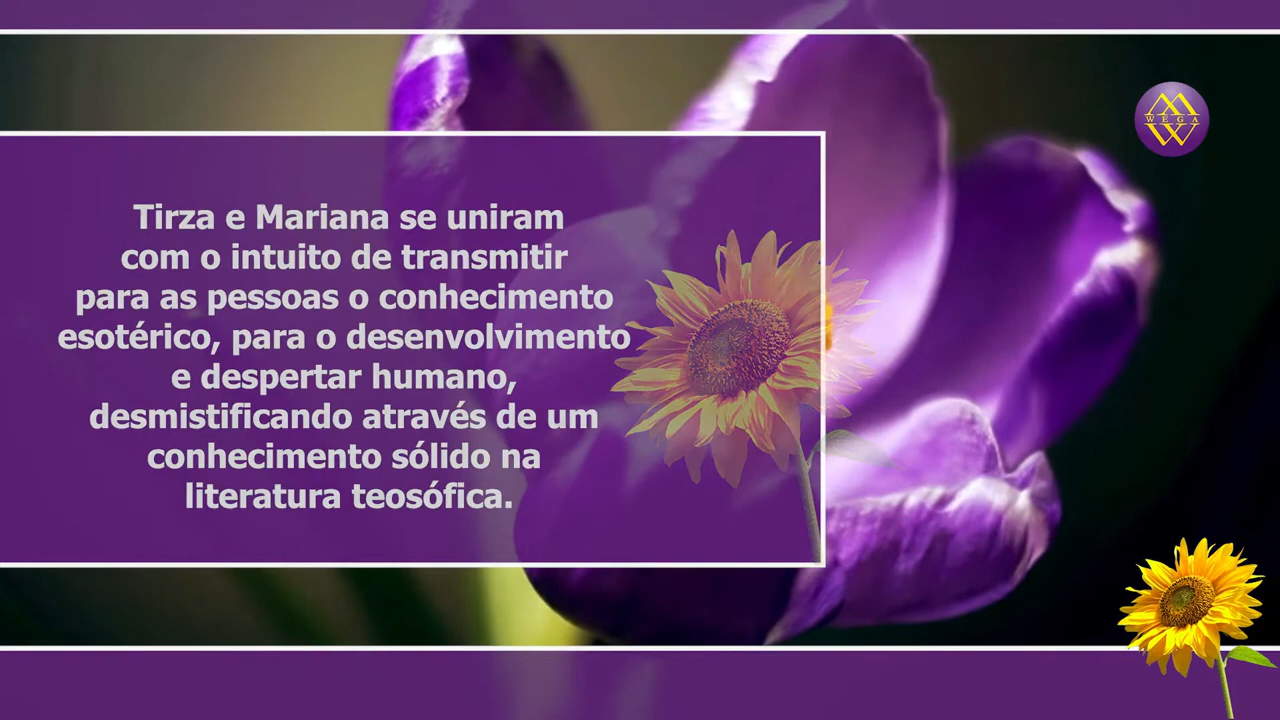 WEGA
Tirza e Mariana se uniram
com o intuito de transmitir
para as pessoas o conhecimento
esotérico, para o desenvolvimento
e despertar humano,
desmistificando através de um
conhecimento sólido na
literatura teosófica.